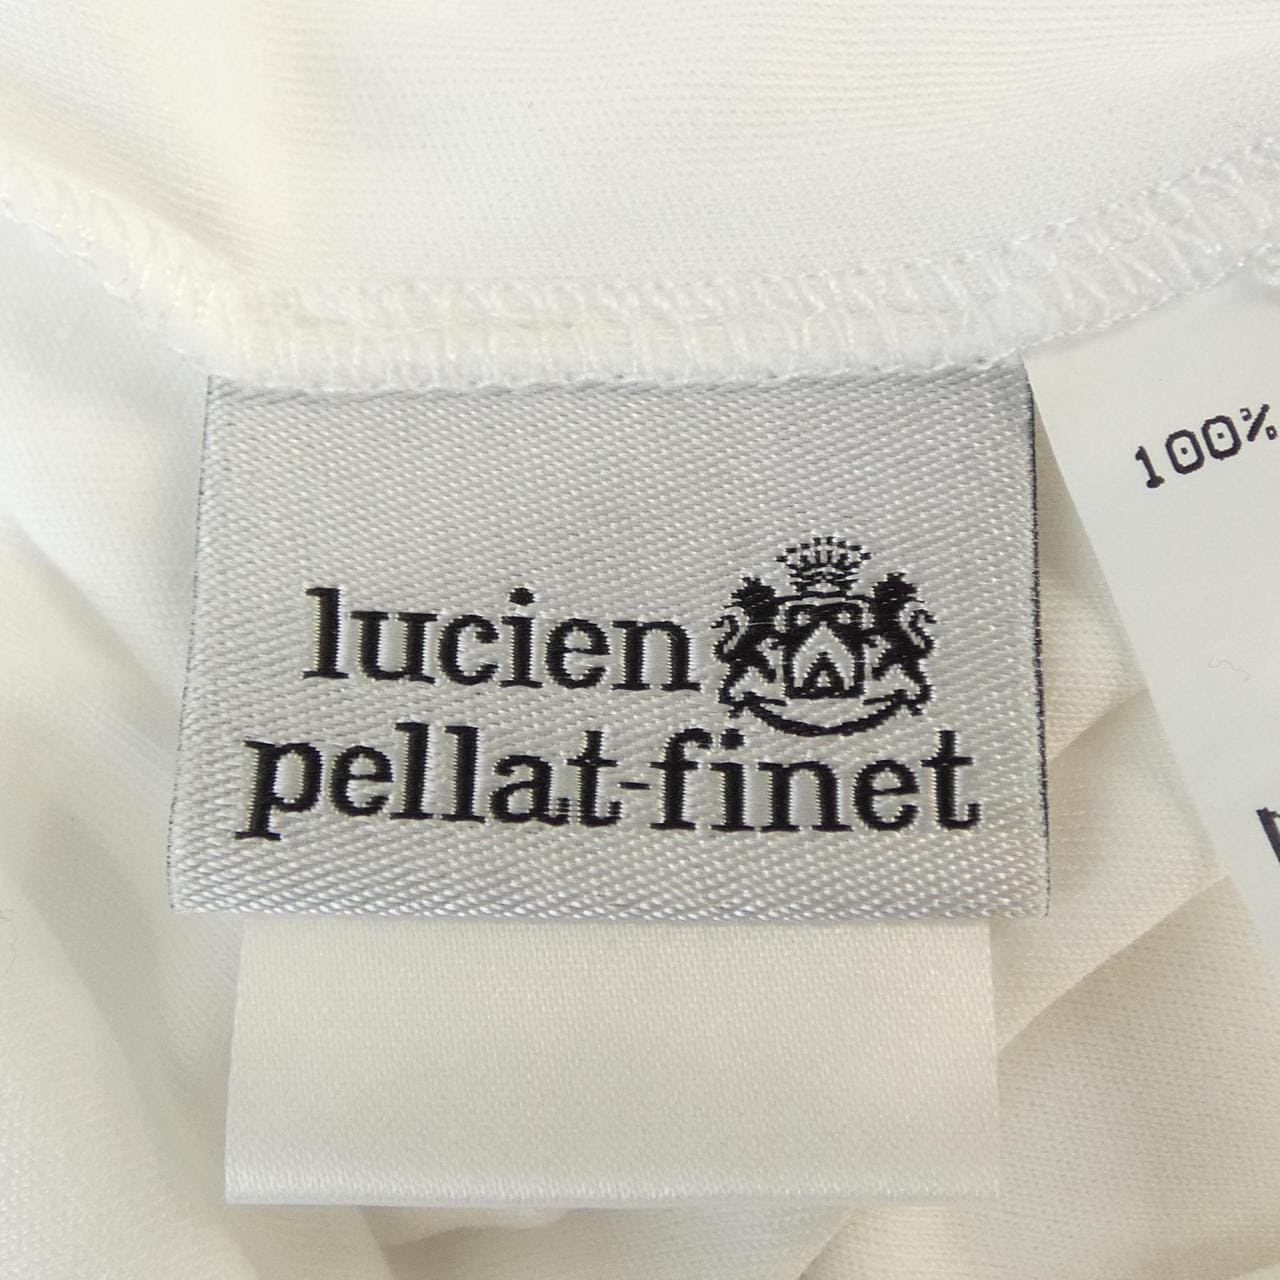 lucien
pellat-finet
100%